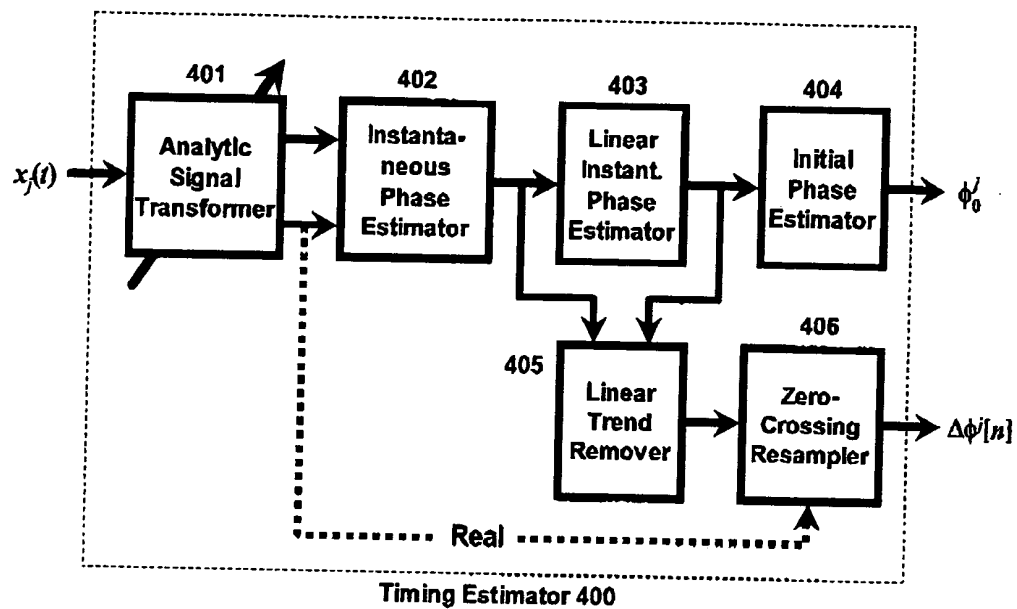 401
Analytic
Signal
Transformer
402
Instanta-
neous
Phase
Estimator
403
Linear
Instant.
Phase
Estimator
404
Initial
Phase
Estimator
x_j(t)
ϕ_0^j
405
Linear
Trend
Remover
406
Zero-
Crossing
Resampler
Δϕ^j[n]
Real
Timing Estimator 400